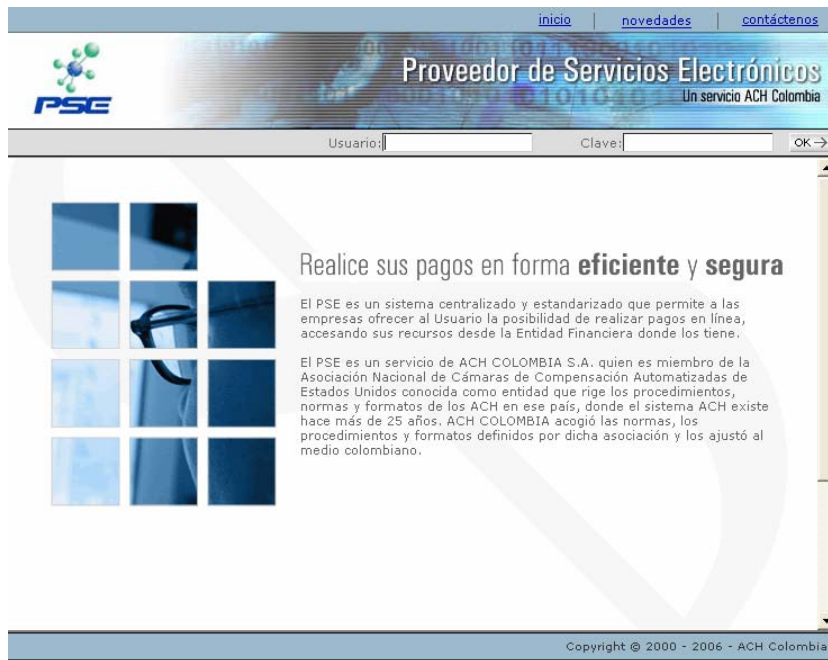 inicio | novedades | contáctenos
PSE
Proveedor de Servicios Electrónicos
Un servicio ACH Colombia
Usuario: Clave: OK →
Realice sus pagos en forma eficiente y segura
El PSE es un sistema centralizado y estandarizado que permite a las
empresas ofrecer al Usuario la posibilidad de realizar pagos en línea,
accesando sus recursos desde la Entidad Financiera donde los tiene.
El PSE es un servicio de ACH COLOMBIA S.A. quien es miembro de la
Asociación Nacional de Cámaras de Compensación Automatizadas de
Estados Unidos conocida como entidad que rige los procedimientos,
normas y formatos de los ACH en ese país, donde el sistema ACH existe
hace más de 25 años. ACH COLOMBIA acogió las normas, los
procedimientos y formatos definidos por dicha asociación y los ajustó al
medio colombiano.
Copyright © 2000 - 2006 - ACH Colombia